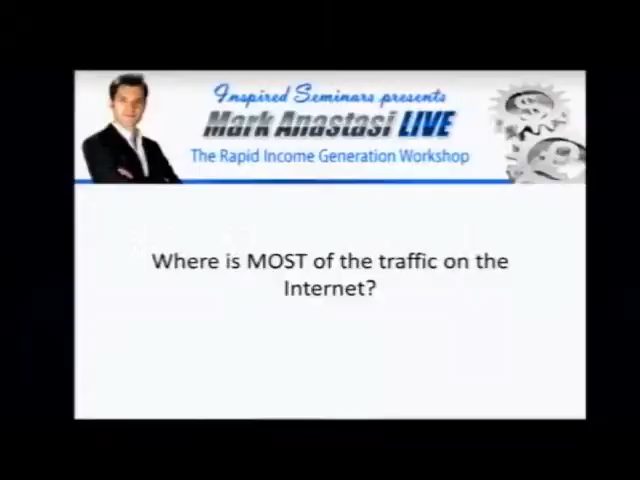 Inspired Seminars presents
Mark Anastasi LIVE
The Rapid Income Generation Workshop
Where is MOST of the traffic on the
Internet?